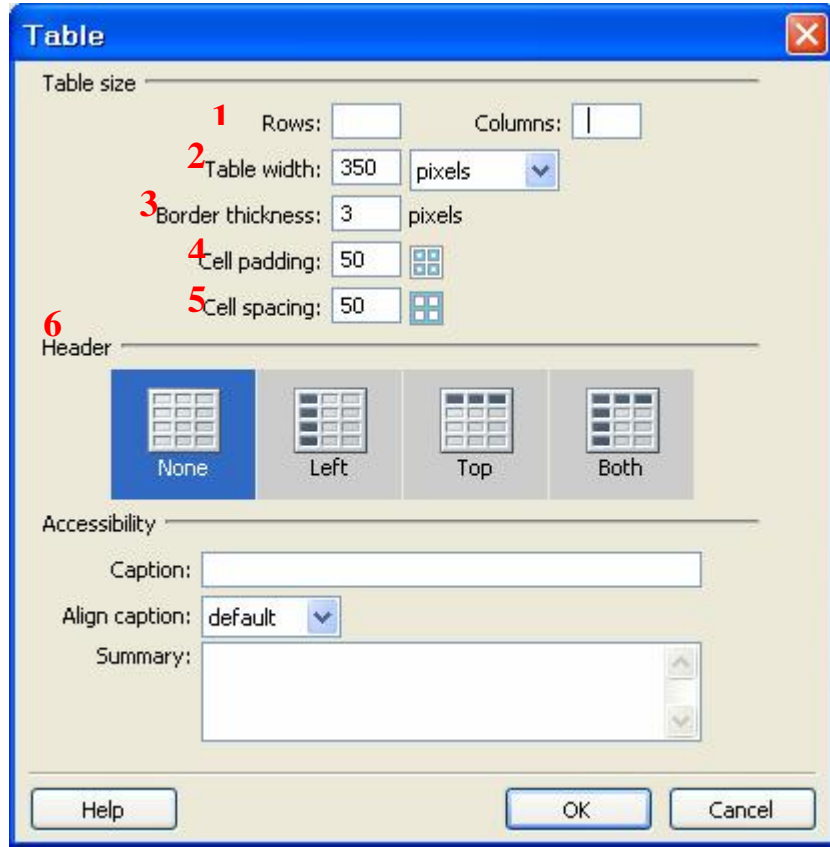 Table
Table size
1 Rows: Columns:
2 Table width: 350 pixels
3 Border thickness: 3 pixels
4 Cell padding: 50
5 Cell spacing: 50
6
Header
None Left Top Both
Accessibility
Caption:
Align caption: default
Summary:
Help OK Cancel